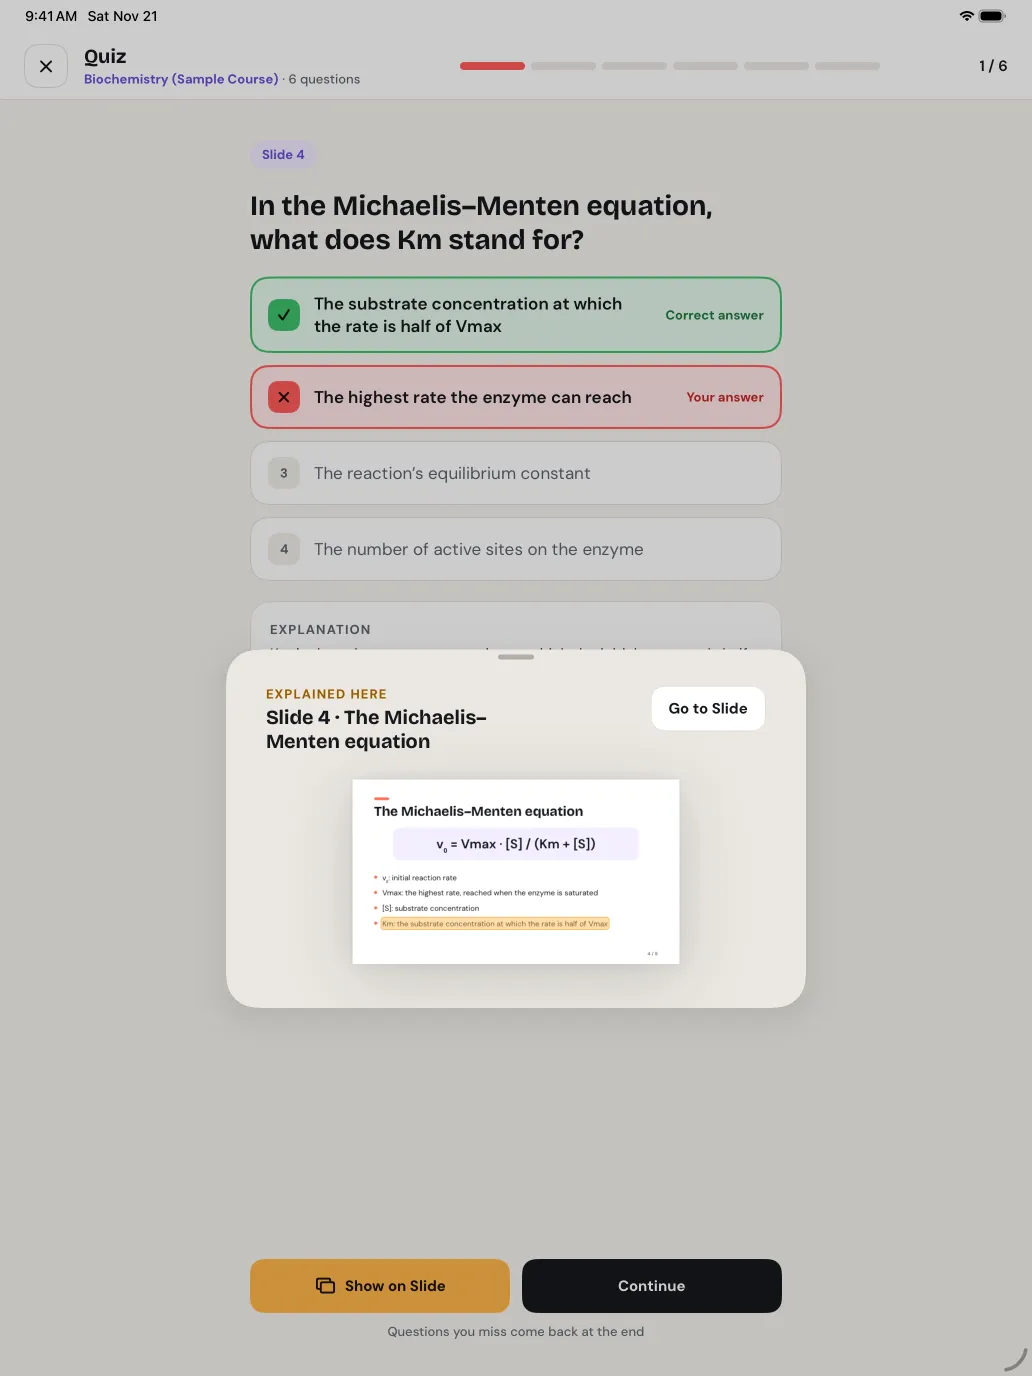 9:41 AM Sat Nov 21
Quiz
Biochemistry (Sample Course) · 6 questions
1 / 6
Slide 4
In the Michaelis–Menten equation,
what does Km stand for?
The substrate concentration at which
the rate is half of Vmax
Correct answer
The highest rate the enzyme can reach
Your answer
3
The reaction’s equilibrium constant
4
The number of active sites on the enzyme
EXPLANATION
EXPLAINED HERE
Slide 4 · The Michaelis–
Menten equation
Go to Slide
The Michaelis–Menten equation
v₀ = Vmax · [S] / (Km + [S])
v₀: initial reaction rate
Vmax: the highest rate, reached when the enzyme is saturated
[S]: substrate concentration
Km: the substrate concentration at which the rate is half of Vmax
Show on Slide
Continue
Questions you miss come back at the end